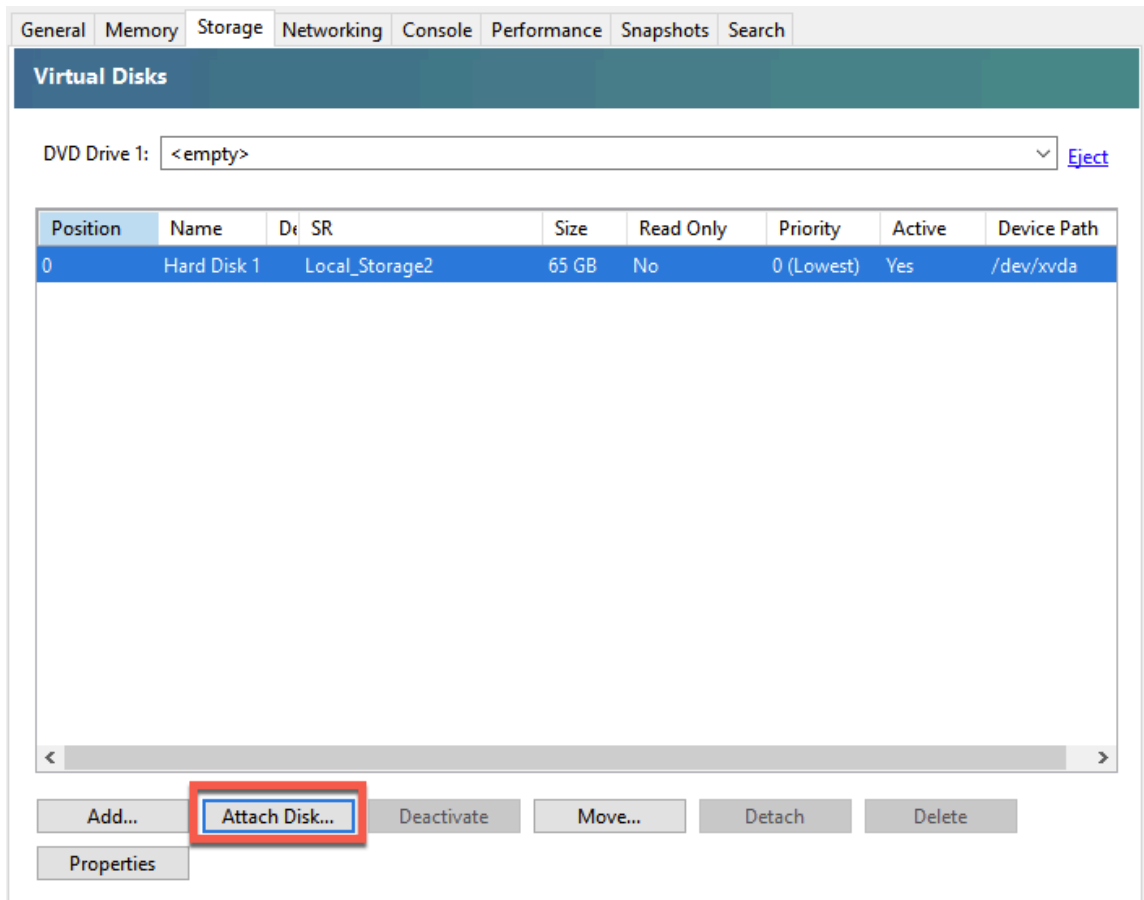 General Memory Storage Networking Console Performance Snapshots Search
Virtual Disks
DVD Drive 1: <empty> Eject
Position Name De SR Size Read Only Priority Active Device Path
0 Hard Disk 1 Local_Storage2 65 GB No 0 (Lowest) Yes /dev/xvda
Add... Attach Disk... Deactivate Move... Detach Delete
Properties